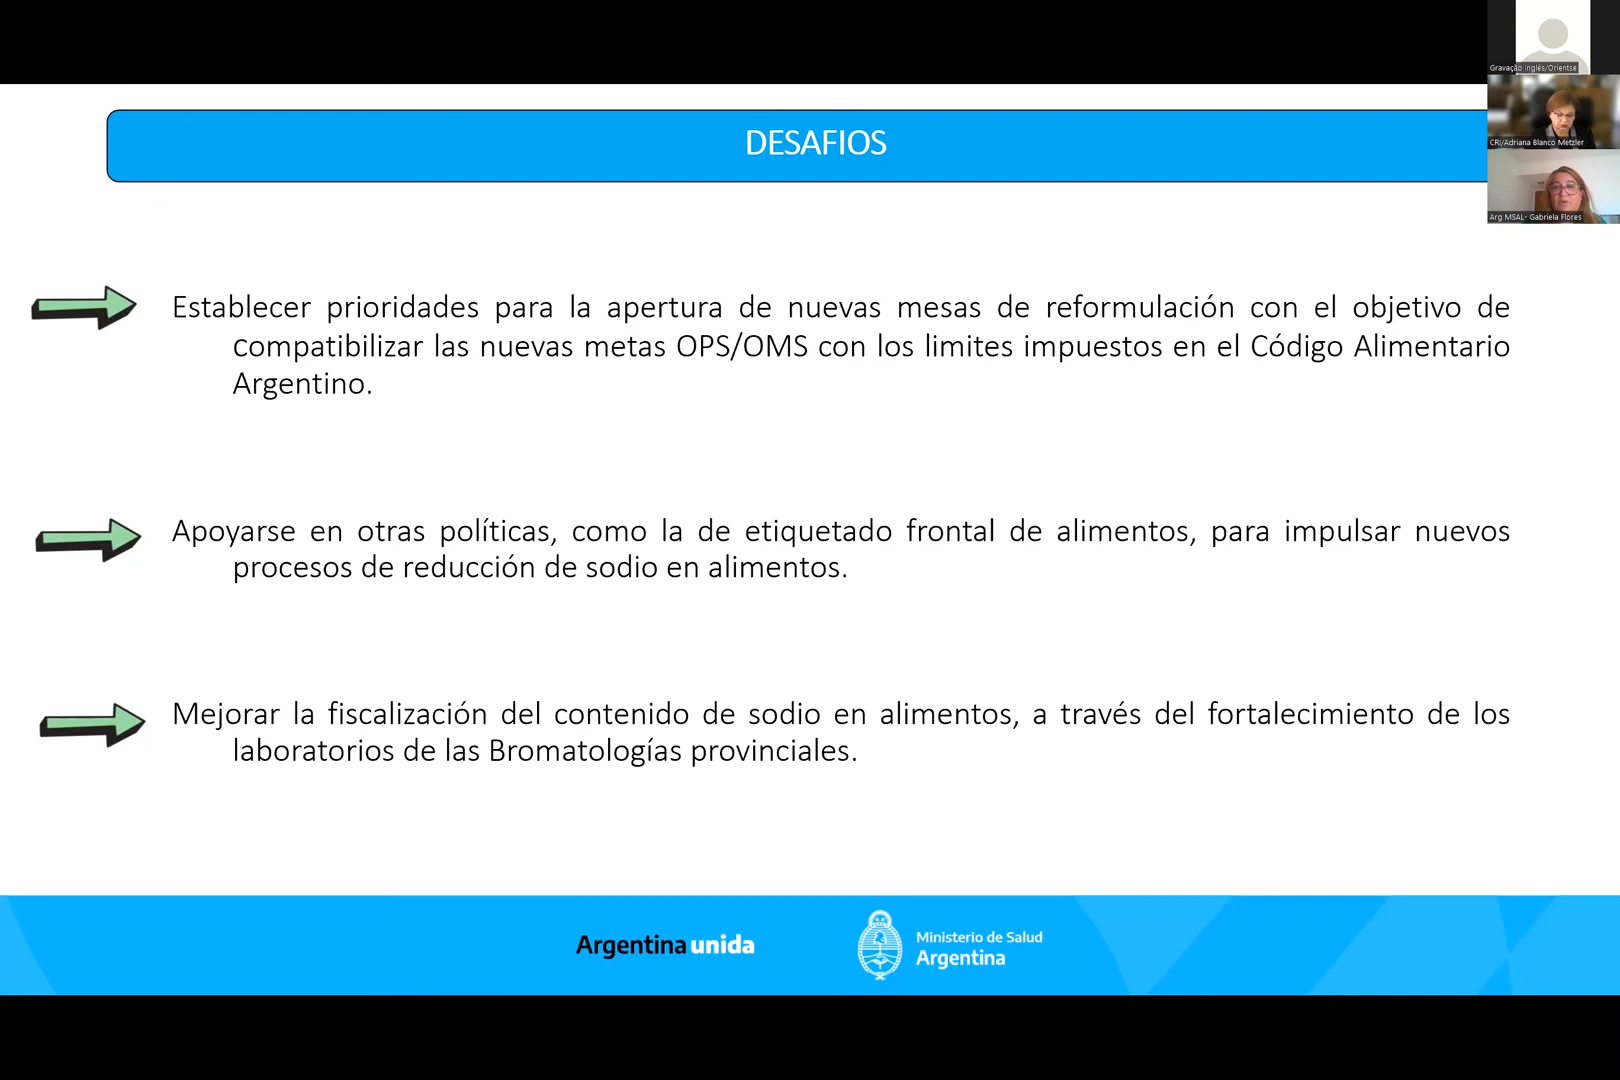 DESAFIOS
Establecer prioridades para la apertura de nuevas mesas de reformulación con el objetivo de
compatibilizar las nuevas metas OPS/OMS con los limites impuestos en el Código Alimentario
Argentino.
Apoyarse en otras políticas, como la de etiquetado frontal de alimentos, para impulsar nuevos
procesos de reducción de sodio en alimentos.
Mejorar la fiscalización del contenido de sodio en alimentos, a través del fortalecimiento de los
laboratorios de las Bromatologías provinciales.
Argentina unida
Ministerio de Salud
Argentina
Gravação Inglés/Orientse
CRI/Adriana Blanco Metzler
Arg MSAL- Gabriela Flores